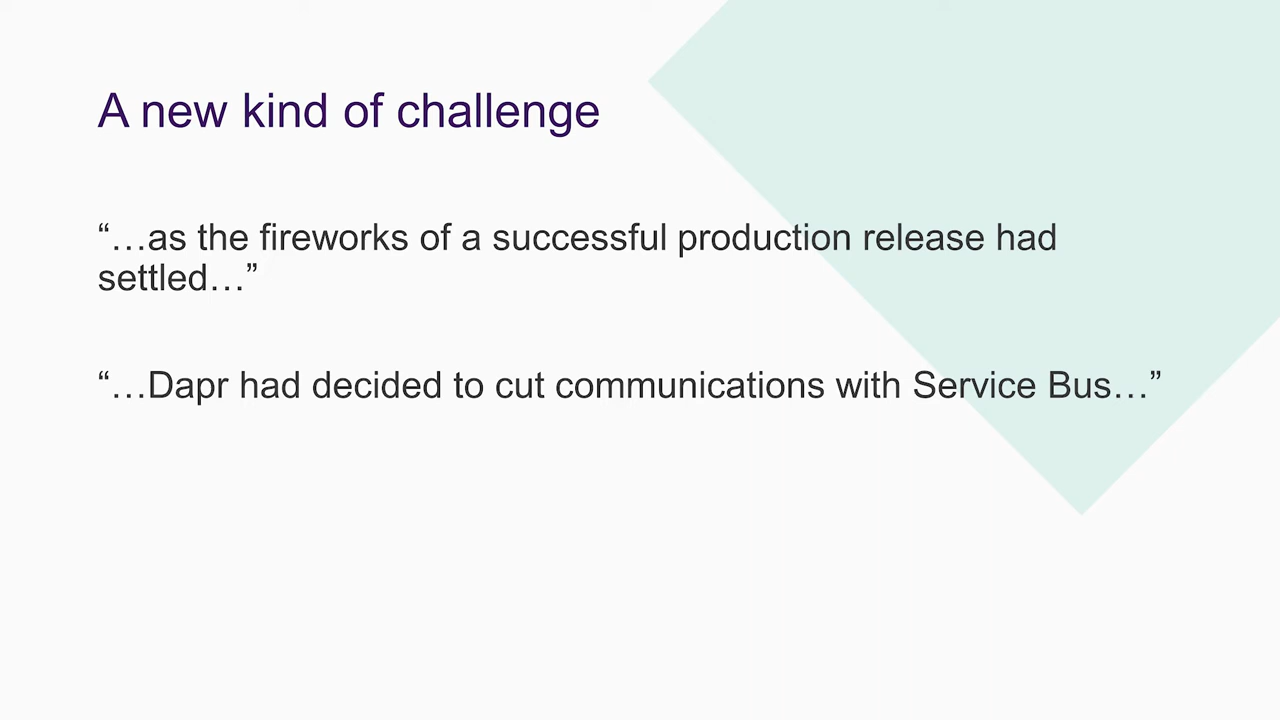 A new kind of challenge
“…as the fireworks of a successful production release had
settled…”
“…Dapr had decided to cut communications with Service Bus…”